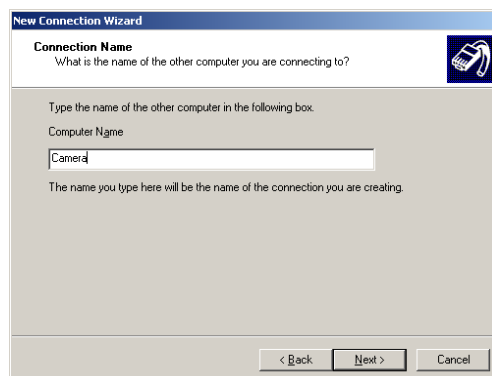 New Connection Wizard
Connection Name
What is the name of the other computer you are connecting to?
Type the name of the other computer in the following box.
Computer Name
Camera
The name you type here will be the name of the connection you are creating.
< Back Next > Cancel